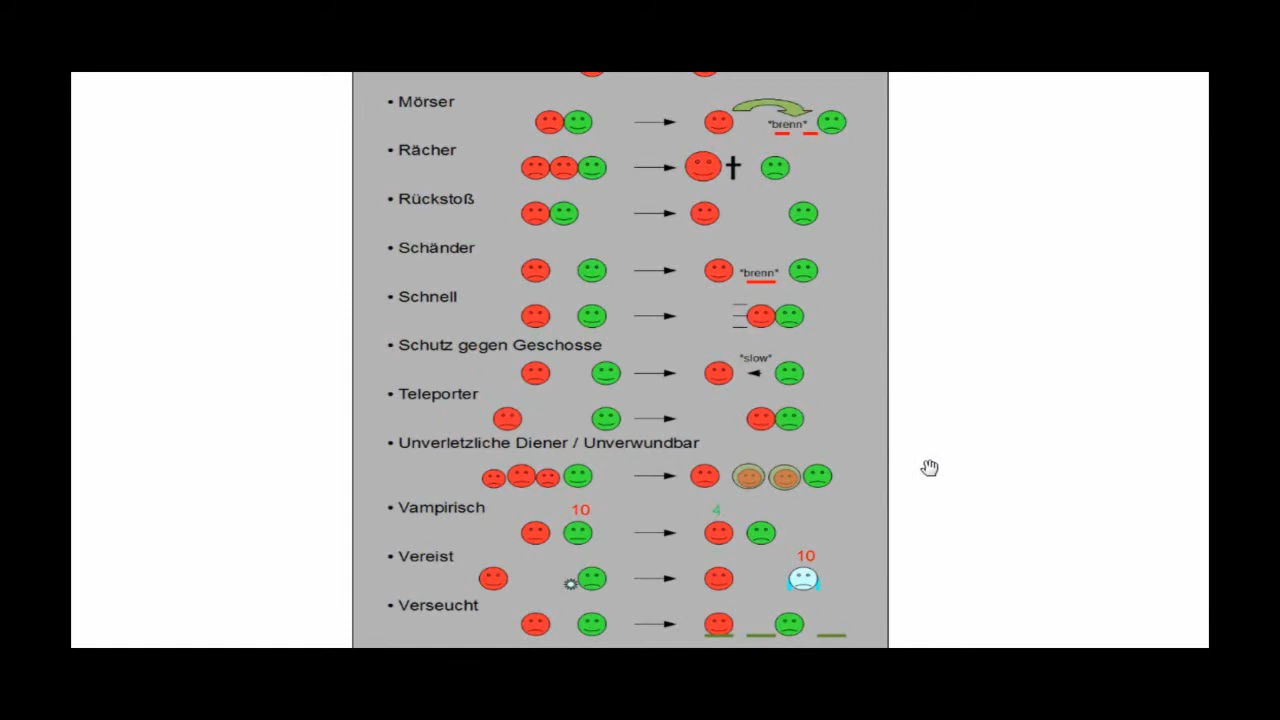 • Mörser
*brenn*
• Rächer
• Rückstoß
• Schänder
*brenn*
• Schnell
• Schutz gegen Geschosse
*slow*
• Teleporter
• Unverletzliche Diener / Unverwundbar
• Vampirisch
10 4
• Vereist
10
• Verseucht